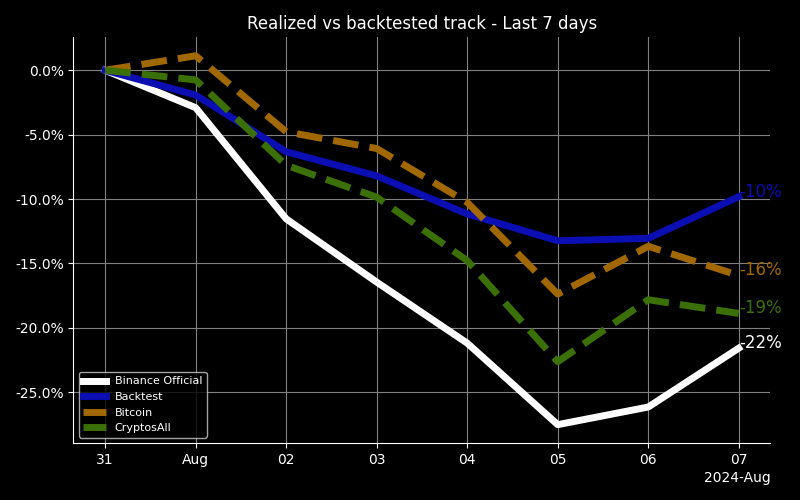 Realized vs backtested track - Last 7 days
0.0%
-5.0%
-10.0%
-15.0%
-20.0%
-25.0%
-10%
-16%
-19%
-22%
Binance Official
Backtest
Bitcoin
CryptosAll
31 Aug 02 03 04 05 06 07
2024-Aug